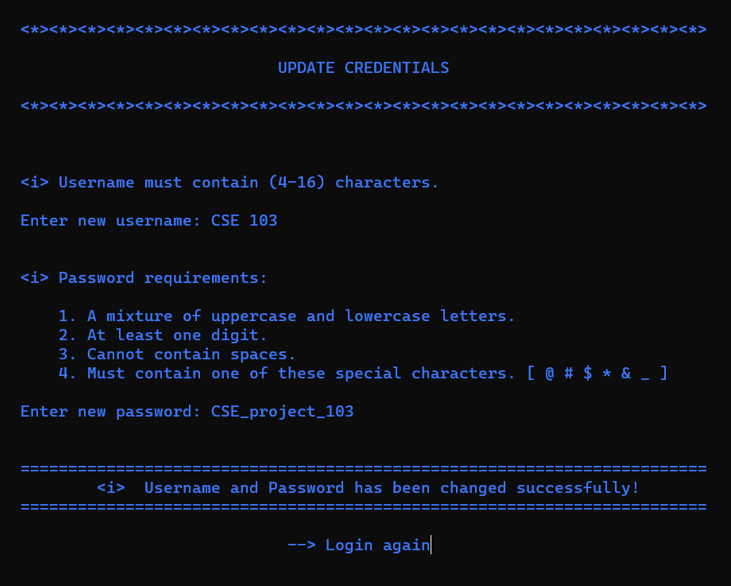 <*><*><*><*><*><*><*><*><*><*><*><*><*><*><*><*><*><*><*><*><*><*><*><*>
UPDATE CREDENTIALS
<*><*><*><*><*><*><*><*><*><*><*><*><*><*><*><*><*><*><*><*><*><*><*><*>
<i> Username must contain (4-16) characters.
Enter new username: CSE 103
<i> Password requirements:
1. A mixture of uppercase and lowercase letters.
2. At least one digit.
3. Cannot contain spaces.
4. Must contain one of these special characters. [ @ # $ * & _ ]
Enter new password: CSE_project_103
========================================================================
<i>  Username and Password has been changed successfully!
========================================================================
--> Login again